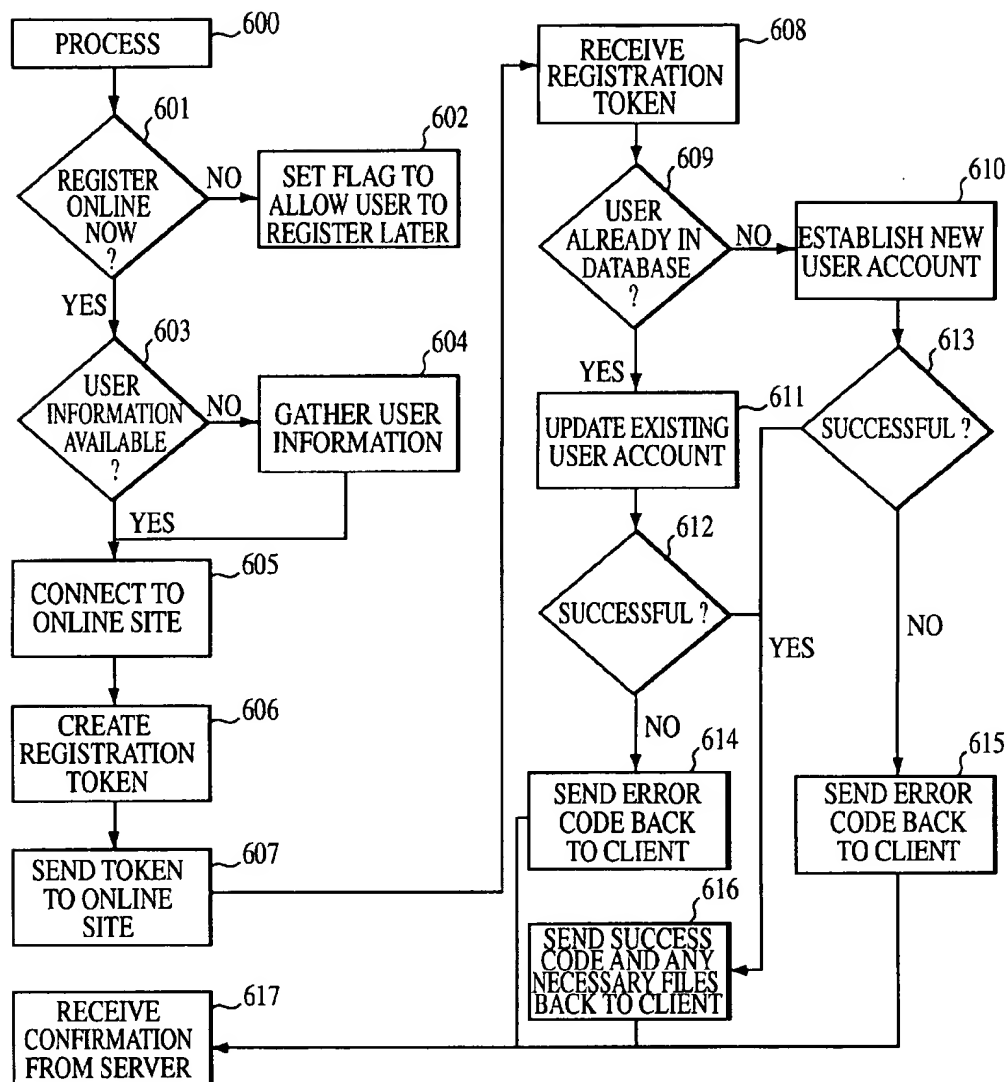 600
PROCESS
601
REGISTER
ONLINE
NOW
?
NO
602
SET FLAG TO
ALLOW USER TO
REGISTER LATER
YES
603
USER
INFORMATION
AVAILABLE
?
NO
604
GATHER USER
INFORMATION
YES
605
CONNECT TO
ONLINE SITE
606
CREATE
REGISTRATION
TOKEN
607
SEND TOKEN
TO ONLINE
SITE
608
RECEIVE
REGISTRATION
TOKEN
609
USER
ALREADY IN
DATABASE
?
NO
610
ESTABLISH NEW
USER ACCOUNT
YES
611
UPDATE EXISTING
USER ACCOUNT
613
SUCCESSFUL ?
612
SUCCESSFUL ?
YES
NO
NO
614
SEND ERROR
CODE BACK
TO CLIENT
615
SEND ERROR
CODE BACK
TO CLIENT
616
SEND SUCCESS
CODE AND ANY
NECESSARY FILES
BACK TO CLIENT
617
RECEIVE
CONFIRMATION
FROM SERVER